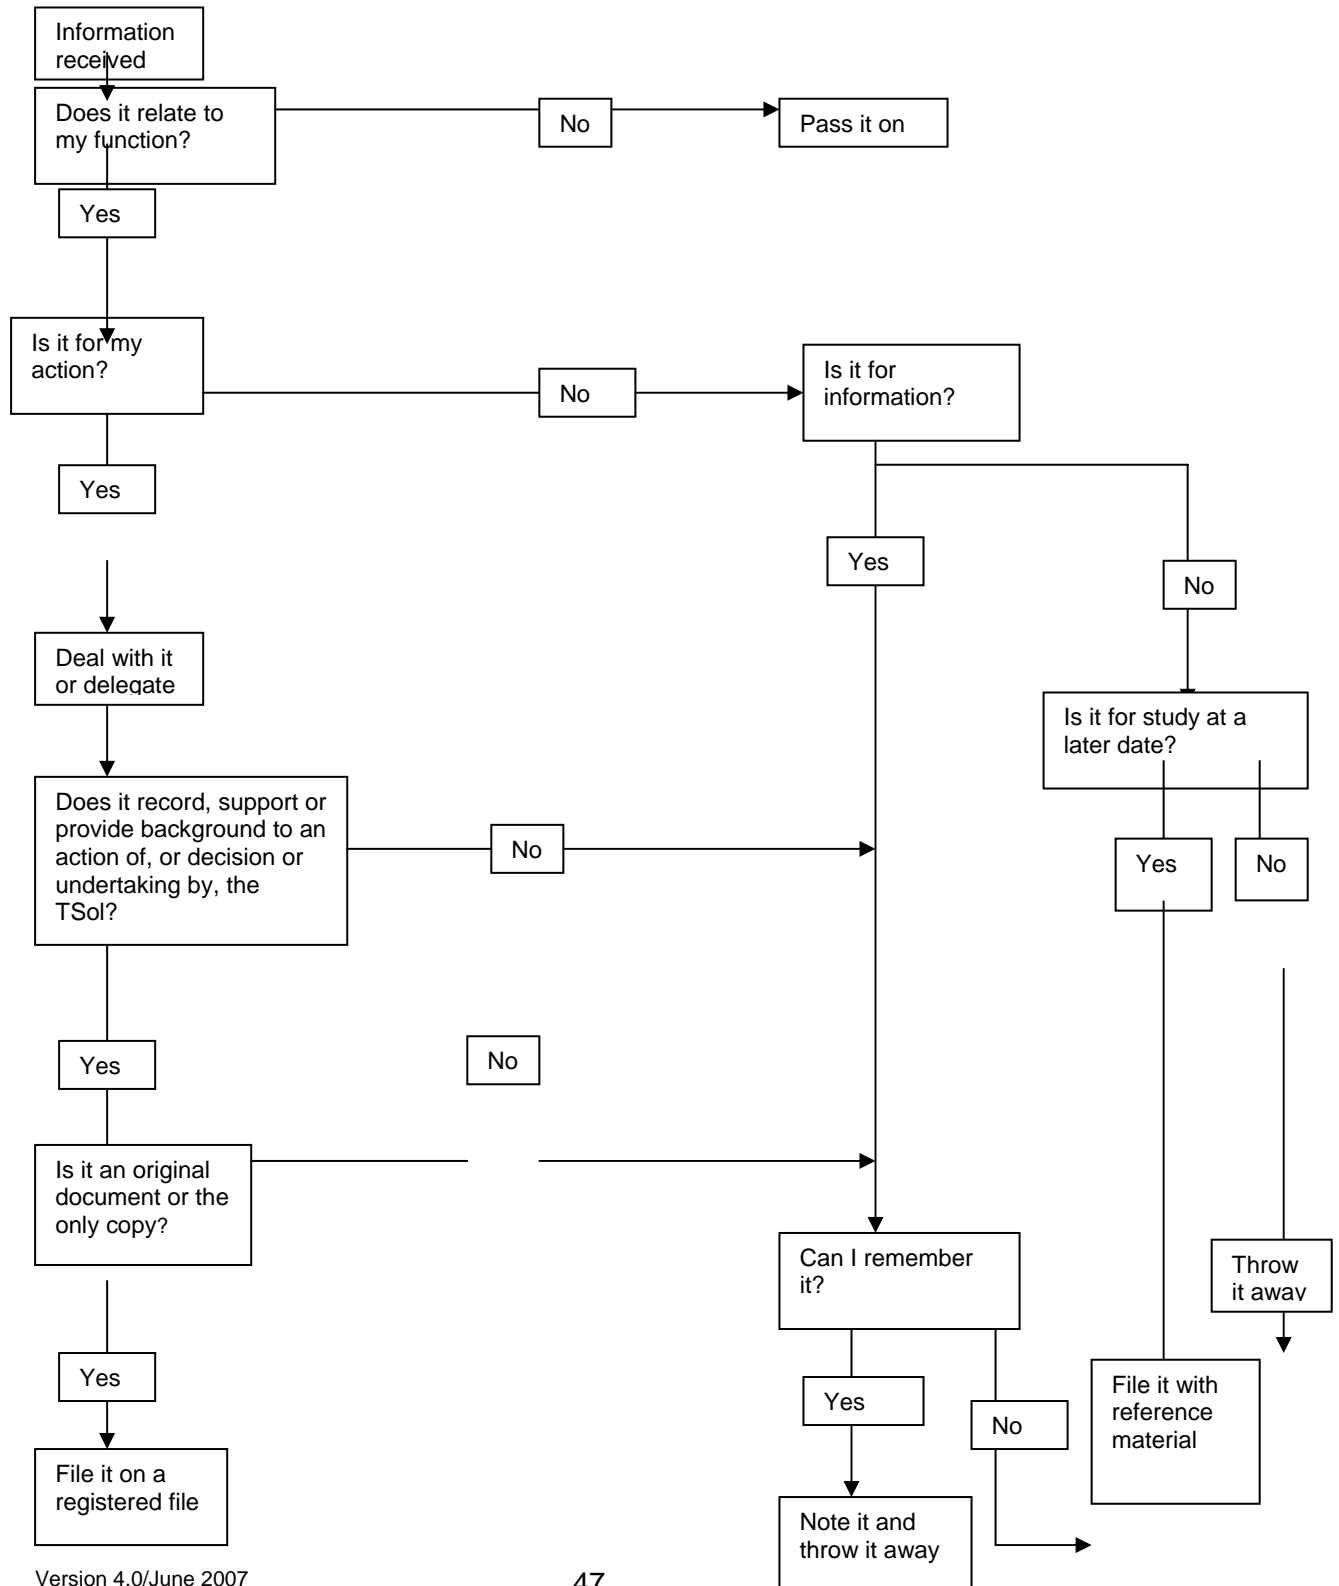 Information
received
Does it relate to
my function?
No
Pass it on
Yes
Is it for my
action?
No
Is it for
information?
Yes
Yes
No
Deal with it
or delegate
Is it for study at a
later date?
Does it record, support or
provide background to an
action of, or decision or
undertaking by, the
TSol?
No
Yes
No
Yes
No
Is it an original
document or the
only copy?
Can I remember
it?
Throw
it away
Yes
Yes
No
File it with
reference
material
File it on a
registered file
Note it and
throw it away
Version 4.0/June 2007
47